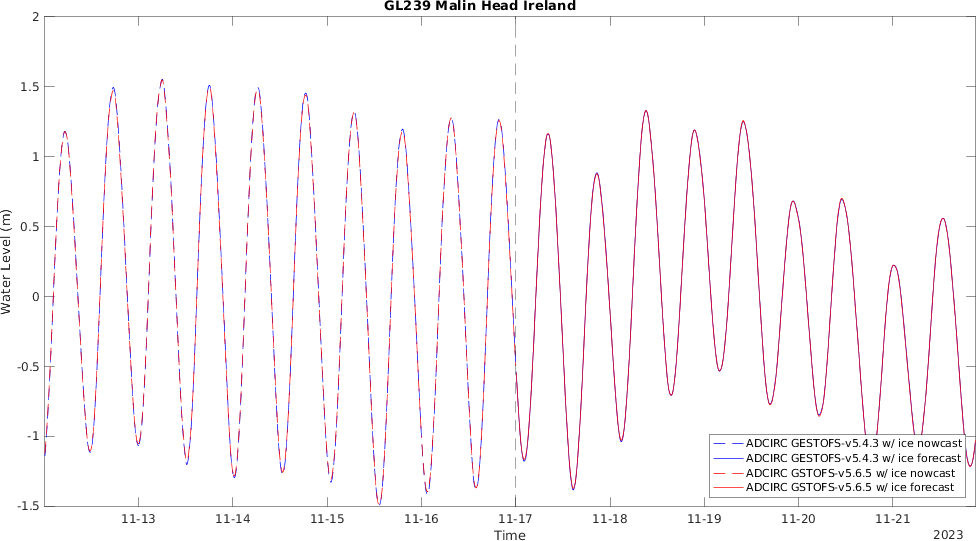 GL239 Malin Head Ireland
2
1.5
1
0.5
0
-0.5
-1
-1.5
Water Level (m)
ADCIRC GESTOFS-v5.4.3 w/ ice nowcast
ADCIRC GESTOFS-v5.4.3 w/ ice forecast
ADCIRC GSTOFS-v5.6.5 w/ ice nowcast
ADCIRC GSTOFS-v5.6.5 w/ ice forecast
11-13 11-14 11-15 11-16 11-17 11-18 11-19 11-20 11-21
Time
2023